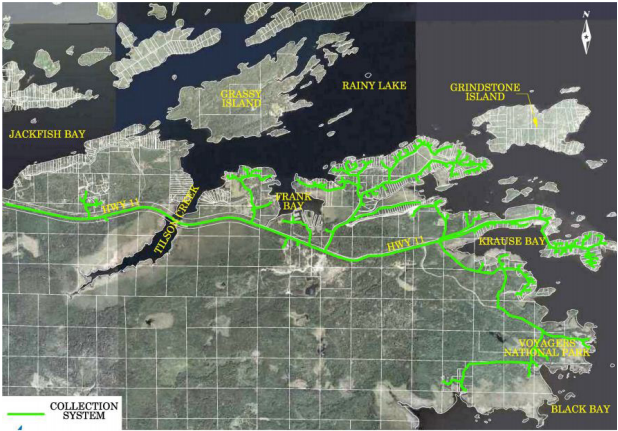 N
RAINY LAKE
GRINDSTONE
ISLAND
GRASSY
ISLAND
JACKFISH BAY
FRANK
BAY
HWY 11
TILSON CREEK
HWY 11
KRAUSE BAY
VOYAGERS
NATIONAL PARK
BLACK BAY
COLLECTION
SYSTEM